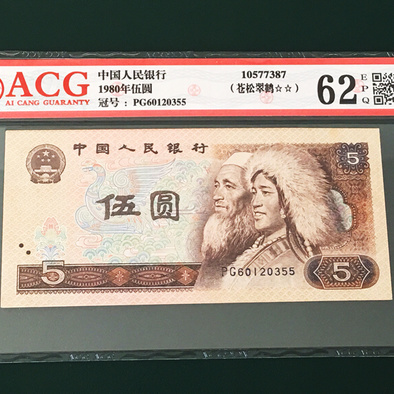 ACG
AI CANG GUARANTY
中国人民银行
1980年伍圆
冠号：PG60120355
10577387
（苍松翠鹤☆☆）
62
EPQ
中国人民银行
5
伍圆
PG60120355
5
5